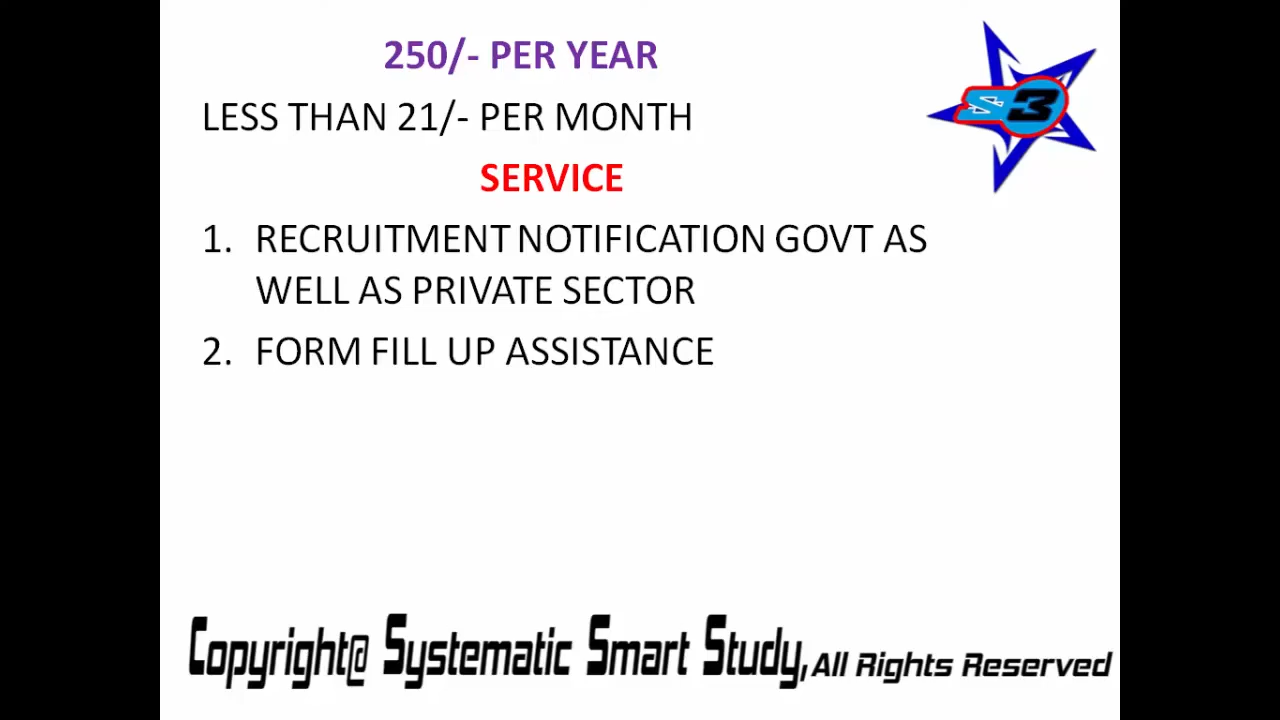 250/- PER YEAR
LESS THAN 21/- PER MONTH
S3
SERVICE
1. RECRUITMENT NOTIFICATION GOVT AS
WELL AS PRIVATE SECTOR
2. FORM FILL UP ASSISTANCE
Copyright@ Systematic Smart Study, All Rights Reserved